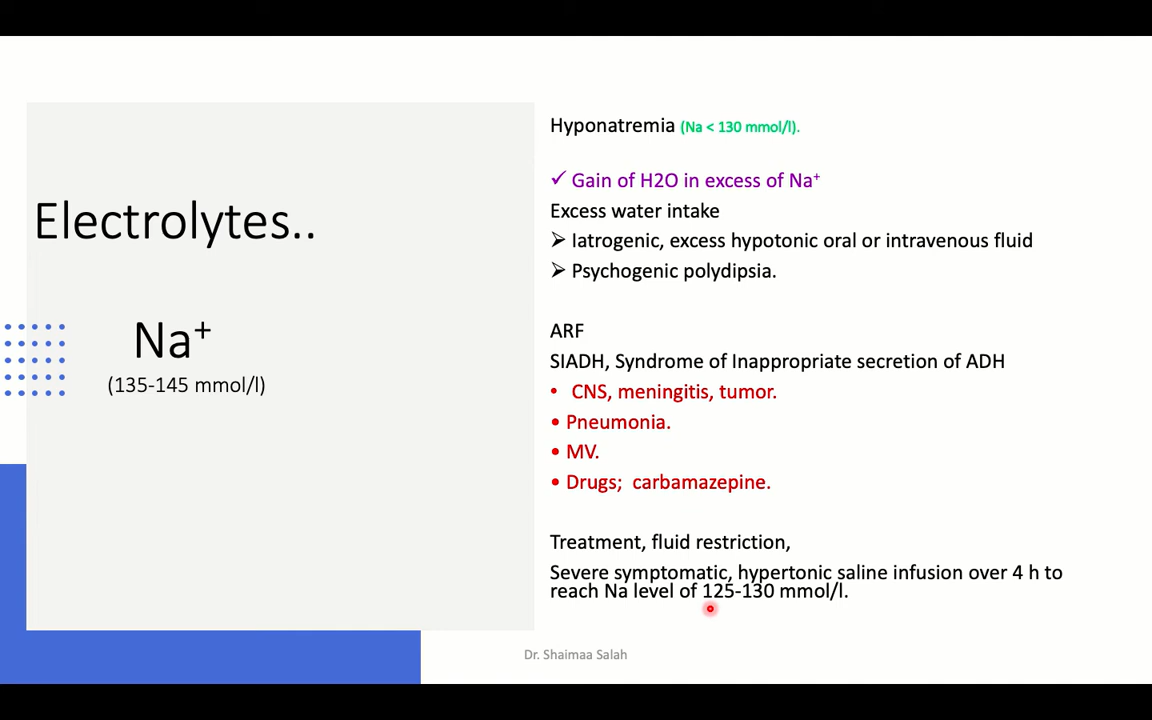 Electrolytes..
Na⁺
(135-145 mmol/l)
Hyponatremia (Na < 130 mmol/l).
✓ Gain of H2O in excess of Na⁺
Excess water intake
➢ Iatrogenic, excess hypotonic oral or intravenous fluid
➢ Psychogenic polydipsia.
ARF
SIADH, Syndrome of Inappropriate secretion of ADH
• CNS, meningitis, tumor.
• Pneumonia.
• MV.
• Drugs; carbamazepine.
Treatment, fluid restriction,
Severe symptomatic, hypertonic saline infusion over 4 h to
reach Na level of 125-130 mmol/l.
Dr. Shaimaa Salah